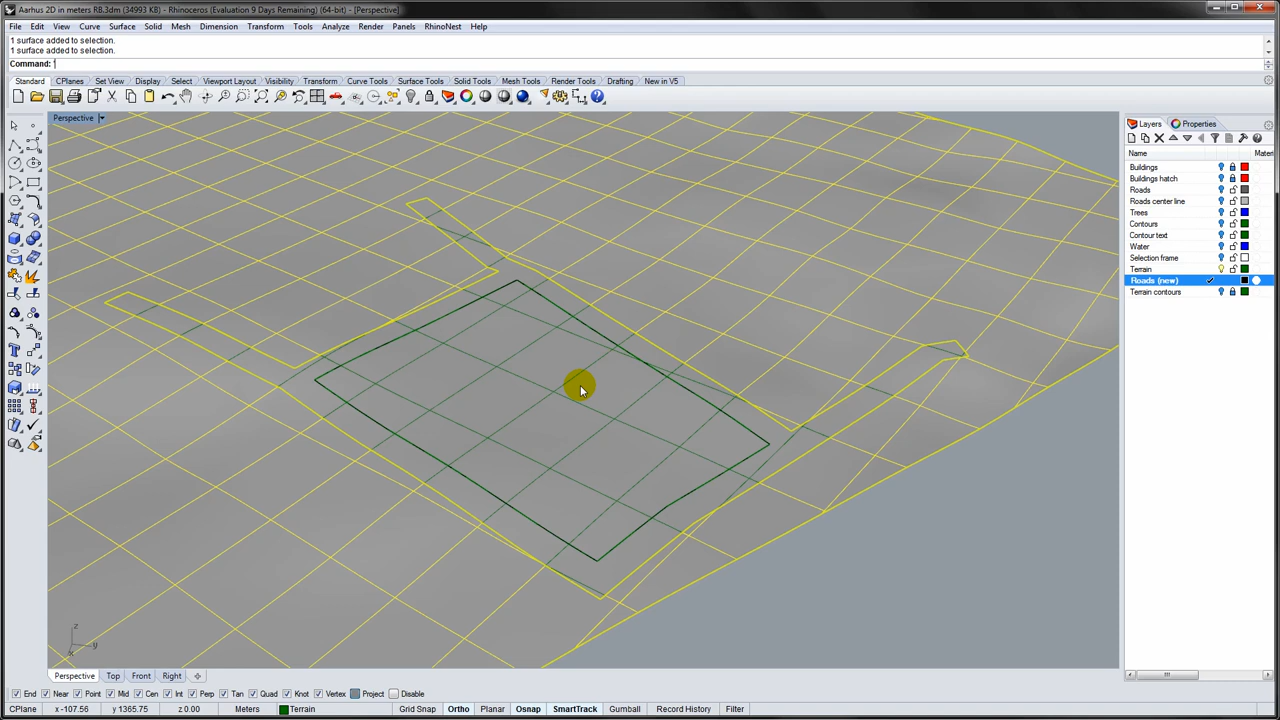 Aarhus 2D in meters RB.3dm (34993 KB) - Rhinoceros (Evaluation 9 Days Remaining) (64-bit) - [Perspective]
File Edit View Curve Surface Solid Mesh Dimension Transform Tools Analyze Render Panels RhinoNest Help
1 surface added to selection.
1 surface added to selection.
Command: '
Standard CPlanes Set View Display Select Viewport Layout Visibility Transform Curve Tools Surface Tools Solid Tools Mesh Tools Render Tools Drafting New in V5
Perspective
Layers Properties
Name Materi
Buildings
Buildings hatch
Roads
Roads center line
Trees
Contours
Contour text
Water
Selection frame
Terrain
Roads (new)
Terrain contours
z
y
x
Perspective Top Front Right
End Near Point Mid Cen Int Perp Tan Quad Knot Vertex Project Disable
CPlane x -107.56 y 1365.75 z 0.00 Meters Terrain Grid Snap Ortho Planar Osnap SmartTrack Gumball Record History Filter